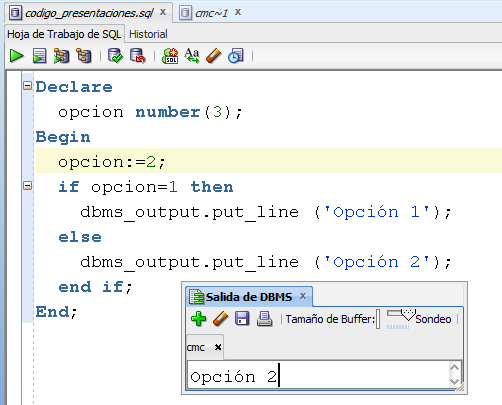 codigo_presentaciones.sql x cmc~1 x
Hoja de Trabajo de SQL Historial
Declare
opcion number(3);
Begin
opcion:=2;
if opcion=1 then
dbms_output.put_line ('Opción 1');
else
dbms_output.put_line ('Opción 2');
end if;
End;
Salida de DBMS x
Tamaño de Buffer: Sondeo
cmc x
Opción 2